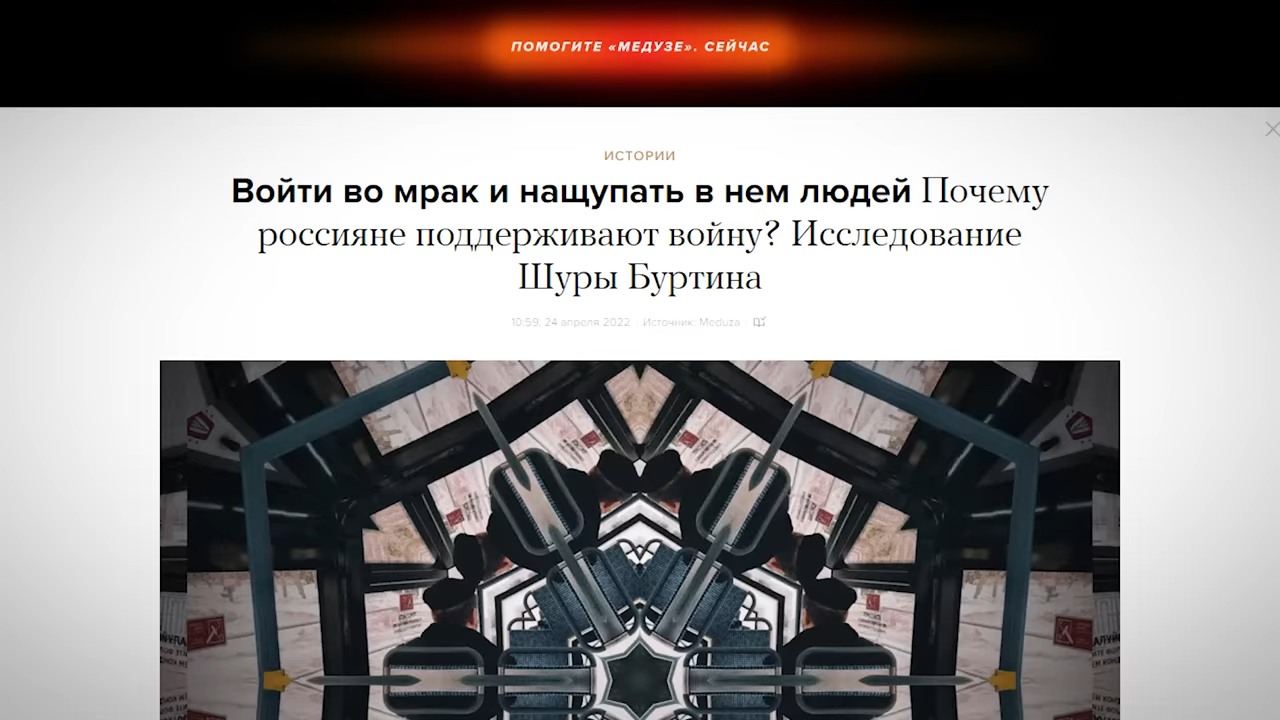 ПОМОГИТЕ «МЕДУЗЕ». СЕЙЧАС
ИСТОРИИ
Войти во мрак и нащупать в нем людей Почему
россияне поддерживают войну? Исследование
Шуры Буртина
10:59, 24 апреля 2022 Источник: Meduza